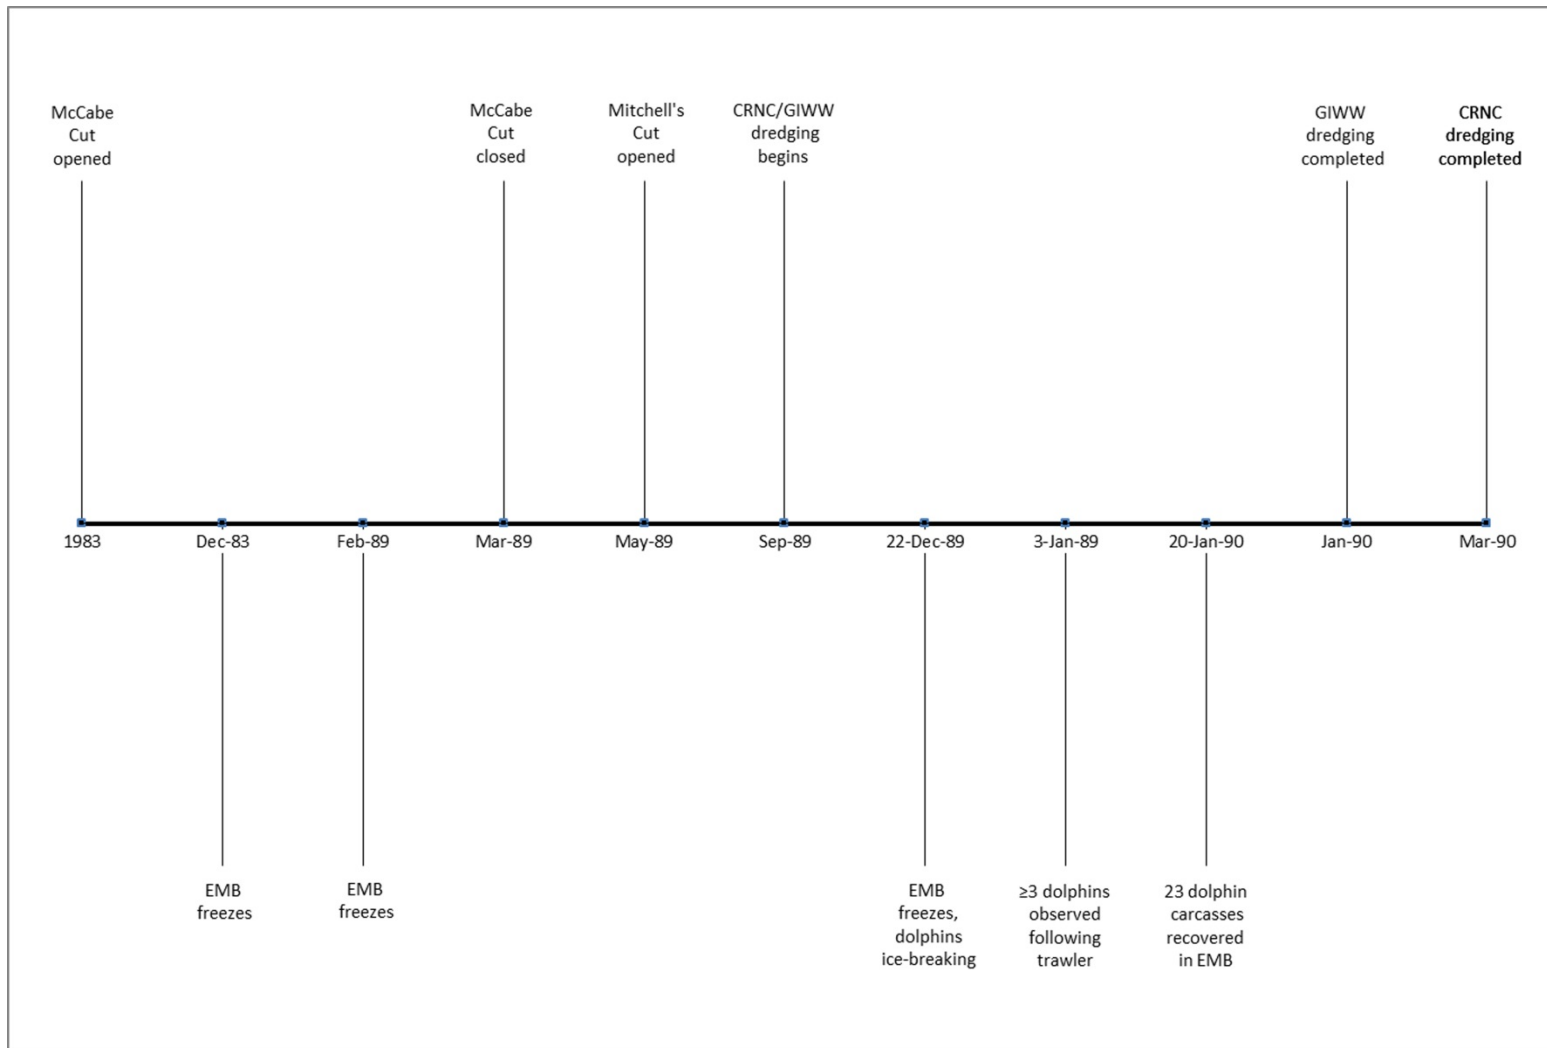 McCabe
Cut
opened
McCabe
Cut
closed
Mitchell's
Cut
opened
CRNC/GIWW
dredging
begins
GIWW
dredging
completed
CRNC
dredging
completed
1983
Dec-83
Feb-89
Mar-89
May-89
Sep-89
22-Dec-89
3-Jan-89
20-Jan-90
Jan-90
Mar-90
EMB
freezes
EMB
freezes
EMB
freezes,
dolphins
ice-breaking
≥3 dolphins
observed
following
trawler
23 dolphin
carcasses
recovered
in EMB